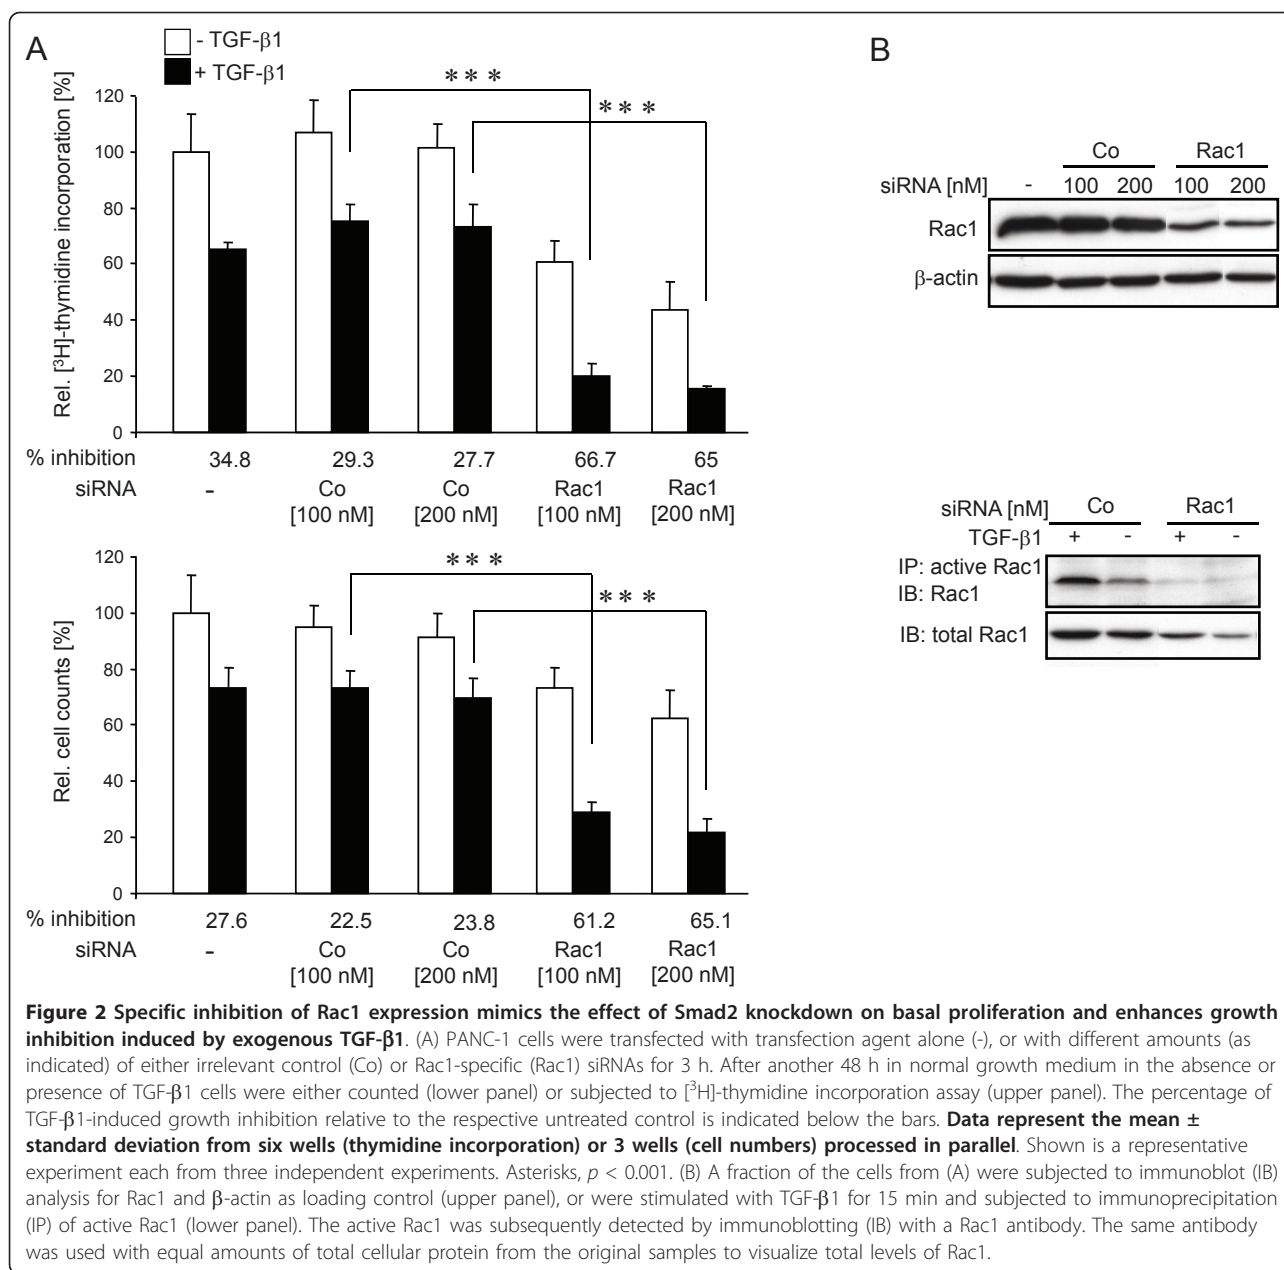 A
- TGF-β1
+ TGF-β1
Rel. [³H]-thymidine incorporation [%]
120
100
80
60
40
20
0
***
***
% inhibition 34.8 29.3 27.7 66.7 65
siRNA - Co Co Rac1 Rac1
[100 nM] [200 nM] [100 nM] [200 nM]
Rel. cell counts [%]
120
100
80
60
40
20
0
***
***
% inhibition 27.6 22.5 23.8 61.2 65.1
siRNA - Co Co Rac1 Rac1
[100 nM] [200 nM] [100 nM] [200 nM]
B
Co Rac1
siRNA [nM] - 100 200 100 200
Rac1
β-actin
siRNA [nM] Co Rac1
TGF-β1 + - + -
IP: active Rac1
IB: Rac1
IB: total Rac1
Figure 2 Specific inhibition of Rac1 expression mimics the effect of Smad2 knockdown on basal proliferation and enhances growth
inhibition induced by exogenous TGF-β1. (A) PANC-1 cells were transfected with transfection agent alone (-), or with different amounts (as
indicated) of either irrelevant control (Co) or Rac1-specific (Rac1) siRNAs for 3 h. After another 48 h in normal growth medium in the absence or
presence of TGF-β1 cells were either counted (lower panel) or subjected to [³H]-thymidine incorporation assay (upper panel). The percentage of
TGF-β1-induced growth inhibition relative to the respective untreated control is indicated below the bars. Data represent the mean ±
standard deviation from six wells (thymidine incorporation) or 3 wells (cell numbers) processed in parallel. Shown is a representative
experiment each from three independent experiments. Asterisks, p < 0.001. (B) A fraction of the cells from (A) were subjected to immunoblot (IB)
analysis for Rac1 and β-actin as loading control (upper panel), or were stimulated with TGF-β1 for 15 min and subjected to immunoprecipitation
(IP) of active Rac1 (lower panel). The active Rac1 was subsequently detected by immunoblotting (IB) with a Rac1 antibody. The same antibody
was used with equal amounts of total cellular protein from the original samples to visualize total levels of Rac1.